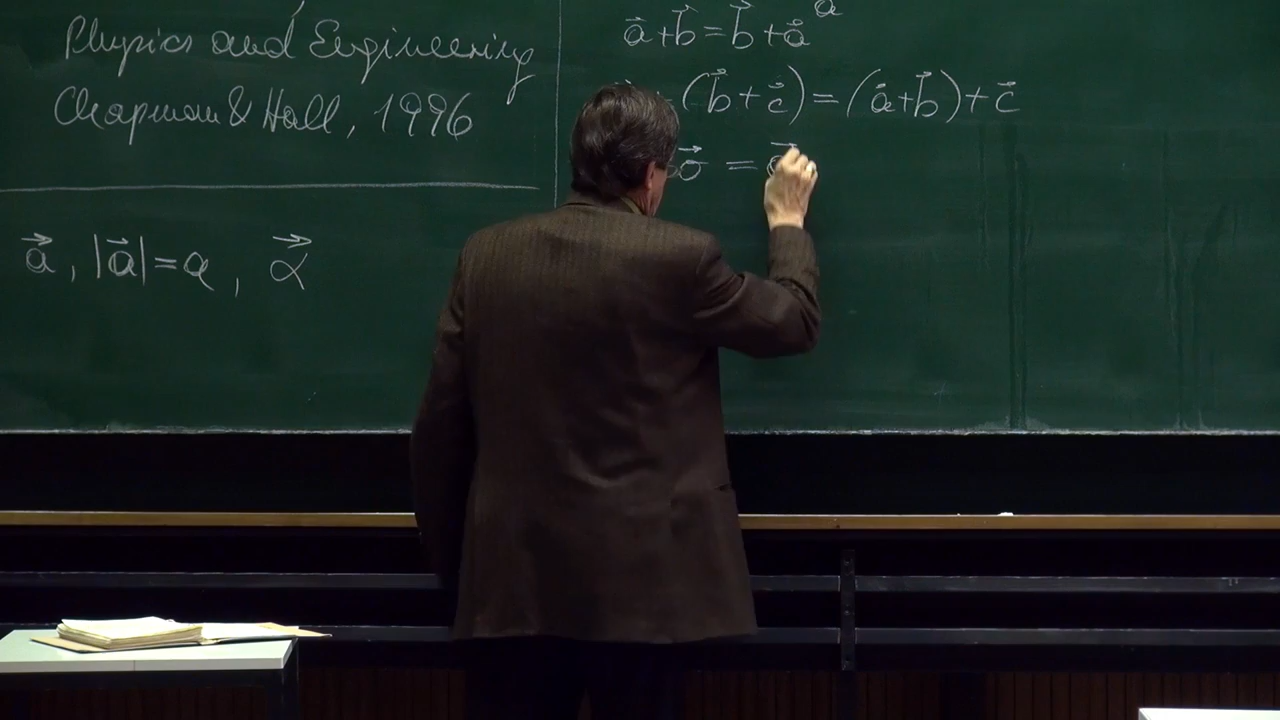 Physics and Engineering
Chapman & Hall, 1996
a⃗, |a⃗| = a, α⃗
a
a⃗ + b⃗ = b⃗ + a⃗
(b⃗ + c⃗) = (a⃗ + b⃗) + c⃗
o⃗ =